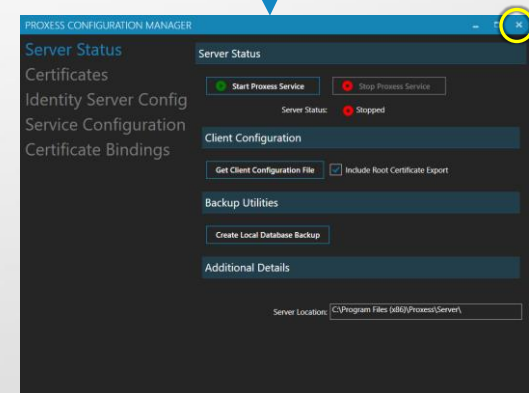 PROXESS CONFIGURATION MANAGER
Server Status
Certificates
Identity Server Config
Service Configuration
Certificate Bindings
Server Status
Start Proxess Service
Stop Proxess Service
Server Status:
Stopped
Client Configuration
Get Client Configuration File
Include Root Certificate Export
Backup Utilities
Create Local Database Backup
Additional Details
Server Location: C:\Program Files (x86)\Proxess\Server\